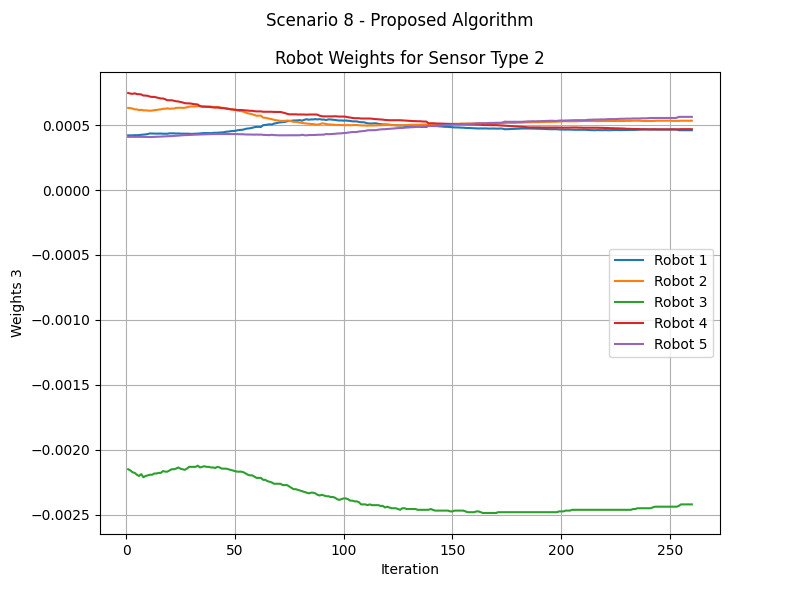 Scenario 8 - Proposed Algorithm
Robot Weights for Sensor Type 2
0.0005
0.0000
−0.0005
−0.0010
−0.0015
−0.0020
−0.0025
Weights 3
Robot 1
Robot 2
Robot 3
Robot 4
Robot 5
0
50
100
150
200
250
Iteration